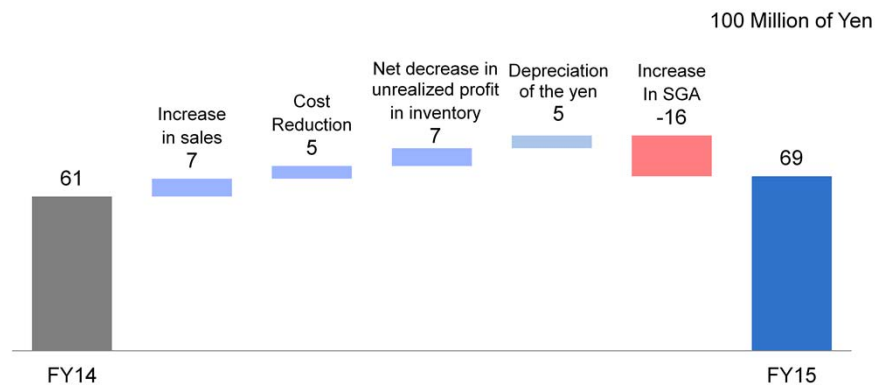 100 Million of Yen
61
Increase
in sales
7
Cost
Reduction
5
Net decrease in
unrealized profit
in inventory
7
Depreciation
of the yen
5
Increase
In SGA
-16
69
FY14
FY15